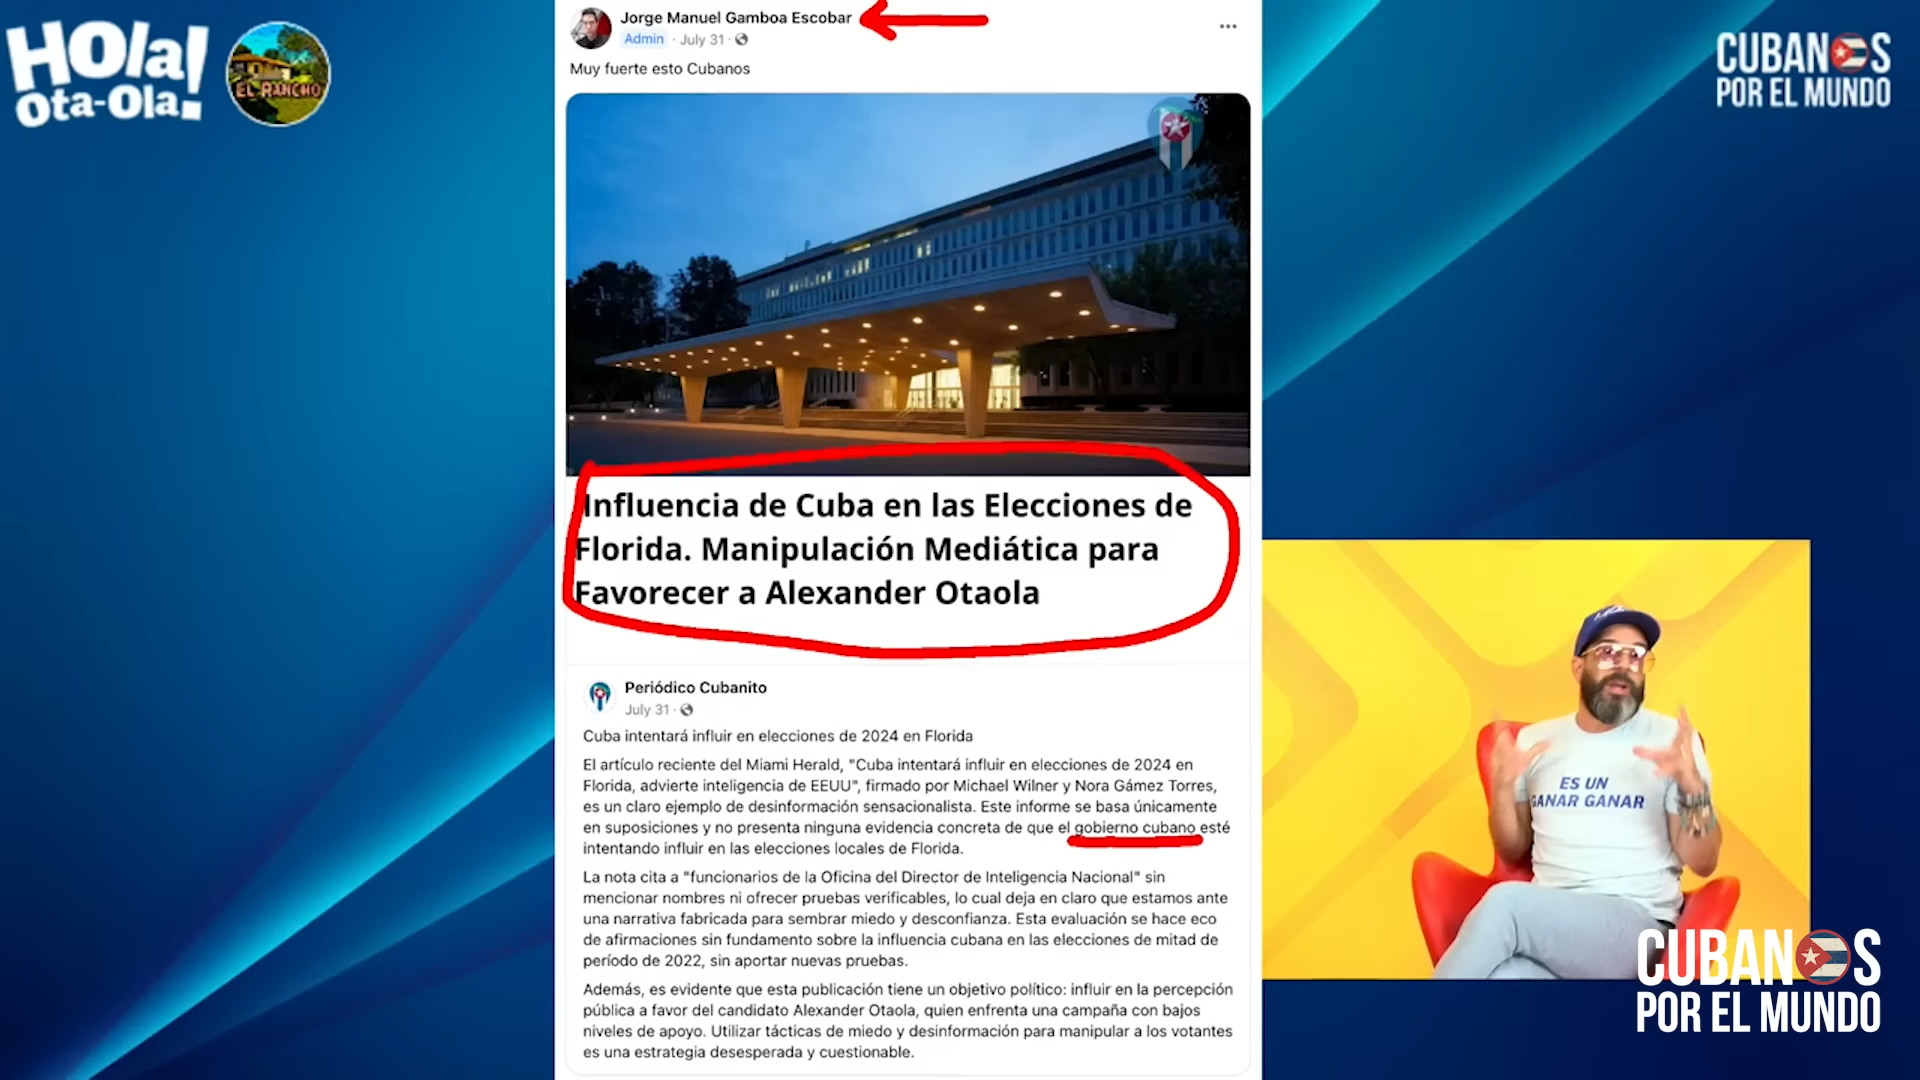 HOla!
Ota-Ola!
EL RANCHO
Jorge Manuel Gamboa Escobar
Admin · July 31 ·
Muy fuerte esto Cubanos
Influencia de Cuba en las Elecciones de
Florida. Manipulación Mediática para
Favorecer a Alexander Otaola
Periódico Cubanito
July 31 ·
Cuba intentará influir en elecciones de 2024 en Florida
El artículo reciente del Miami Herald, "Cuba intentará influir en elecciones de 2024 en
Florida, advierte inteligencia de EEUU", firmado por Michael Wilner y Nora Gámez Torres,
es un claro ejemplo de desinformación sensacionalista. Este informe se basa únicamente
en suposiciones y no presenta ninguna evidencia concreta de que el gobierno cubano esté
intentando influir en las elecciones locales de Florida.
La nota cita a "funcionarios de la Oficina del Director de Inteligencia Nacional" sin
mencionar nombres ni ofrecer pruebas verificables, lo cual deja en claro que estamos ante
una narrativa fabricada para sembrar miedo y desconfianza. Esta evaluación se hace eco
de afirmaciones sin fundamento sobre la influencia cubana en las elecciones de mitad de
período de 2022, sin aportar nuevas pruebas.
Además, es evidente que esta publicación tiene un objetivo político: influir en la percepción
pública a favor del candidato Alexander Otaola, quien enfrenta una campaña con bajos
niveles de apoyo. Utilizar tácticas de miedo y desinformación para manipular a los votantes
es una estrategia desesperada y cuestionable.
CUBANOS
POR EL MUNDO
ES UN
GANAR GANAR
CUBANOS
POR EL MUNDO